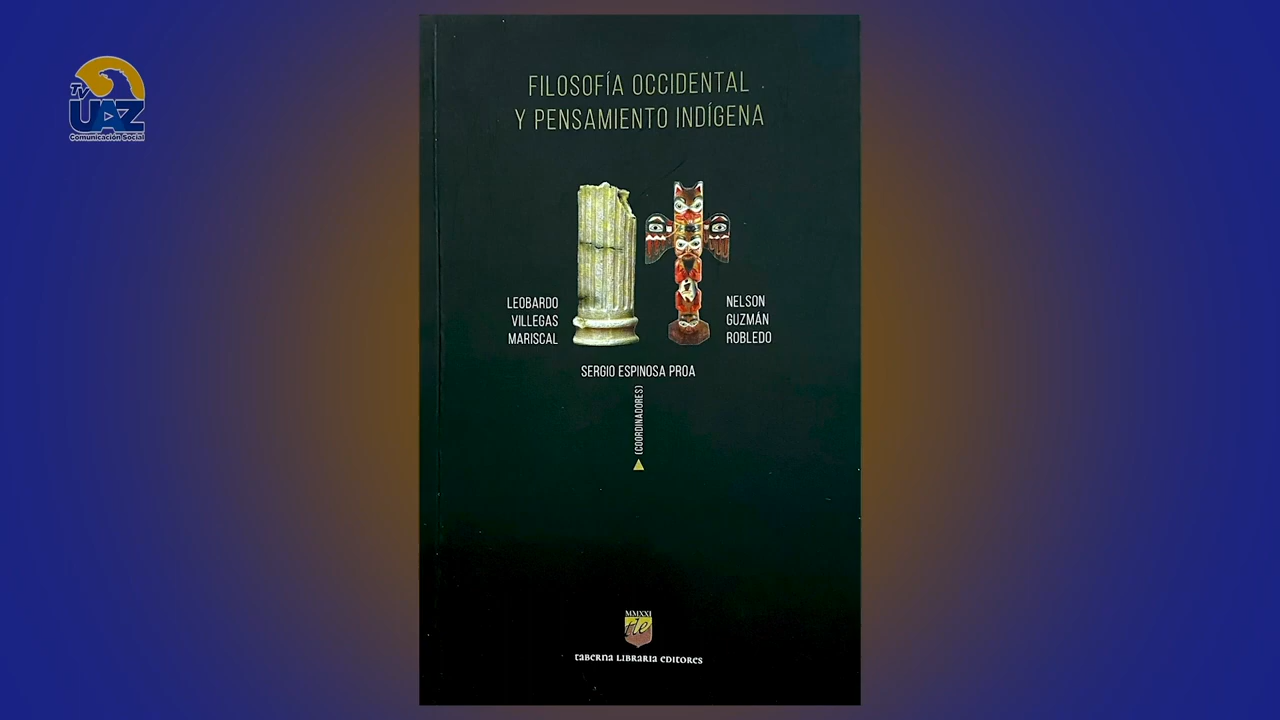 TV
UAZ
Comunicación Social
FILOSOFÍA OCCIDENTAL
Y PENSAMIENTO INDÍGENA
LEOBARDO
VILLEGAS
MARISCAL
NELSON
GUZMÁN
ROBLEDO
SERGIO ESPINOSA PROA
(COORDINADORES)
MMXXI
tle
TABERNA LIBRARIA EDITORES